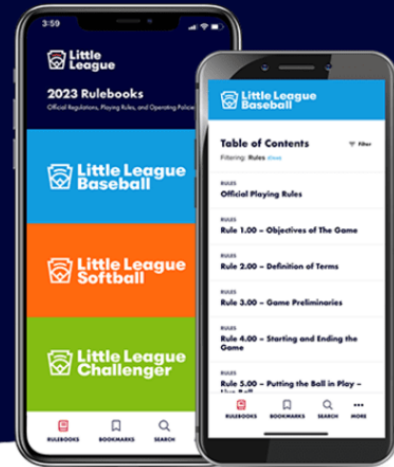 3:59
Little
League
2023 Rulebooks
Official Regulations, Playing Rules, and Operating Policies
Little League
Baseball
Little League
Softball
Little League
Challenger
RULEBOOKS
BOOKMARKS
SEARCH
Little League
Baseball
Table of Contents
Filter
Filtering: Rules (Clear)
RULES
Official Playing Rules
RULES
Rule 1.00 – Objectives of The Game
RULES
Rule 2.00 – Definition of Terms
RULES
Rule 3.00 – Game Preliminaries
RULES
Rule 4.00 – Starting and Ending the
Game
RULES
Rule 5.00 – Putting the Ball in Play –
Live Ball
RULEBOOKS
BOOKMARKS
SEARCH
MORE